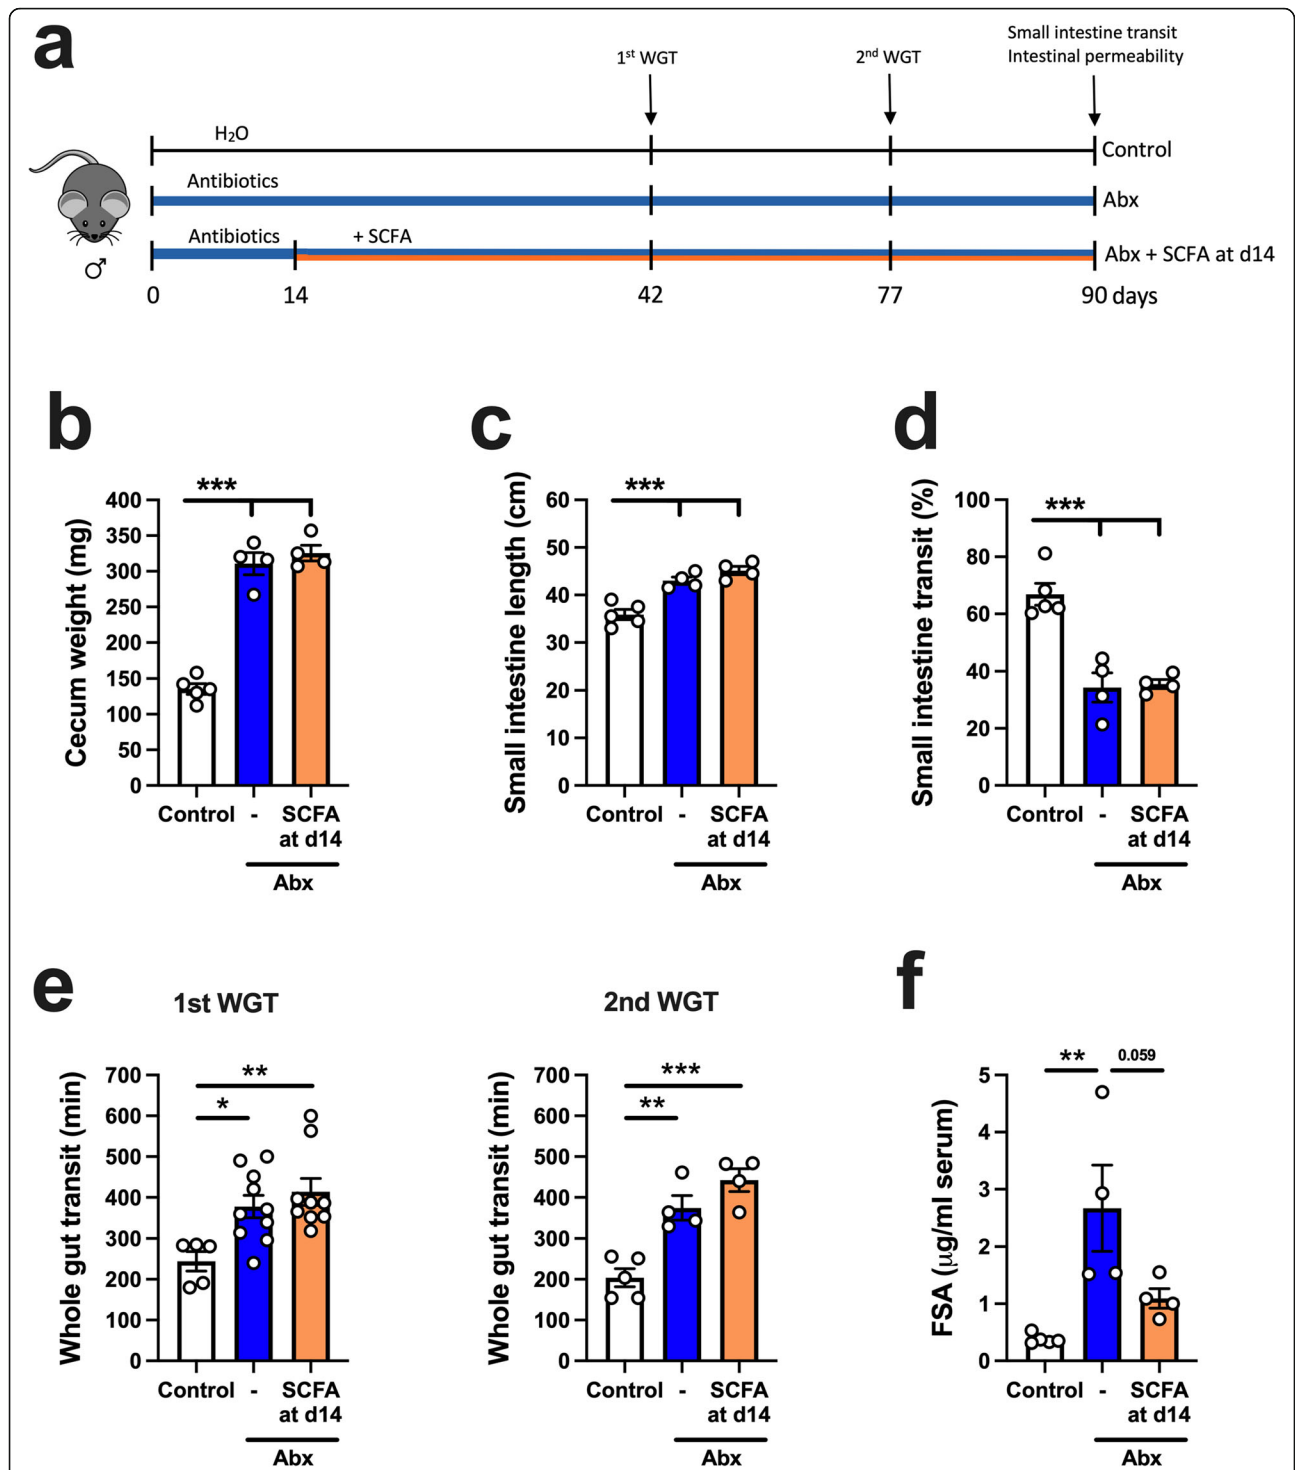 a
Small intestine transit
Intestinal permeability
1st WGT
2nd WGT
H2O
Control
Antibiotics
Abx
Antibiotics
+ SCFA
Abx + SCFA at d14
♂
0
14
42
77
90 days
b
Cecum weight (mg)
***
400
350
300
250
200
150
100
50
0
Control
-
SCFA
at d14
Abx
c
Small intestine length (cm)
***
60
50
40
30
20
10
0
Control
-
SCFA
at d14
Abx
d
Small intestine transit (%)
***
100
80
60
40
20
0
Control
-
SCFA
at d14
Abx
e
1st WGT
Whole gut transit (min)
**
*
700
600
500
400
300
200
100
0
Control
-
SCFA
at d14
Abx
2nd WGT
Whole gut transit (min)
***
**
700
600
500
400
300
200
100
0
Control
-
SCFA
at d14
Abx
f
FSA (μg/ml serum)
**
0.059
5
4
3
2
1
0
Control
-
SCFA
at d14
Abx